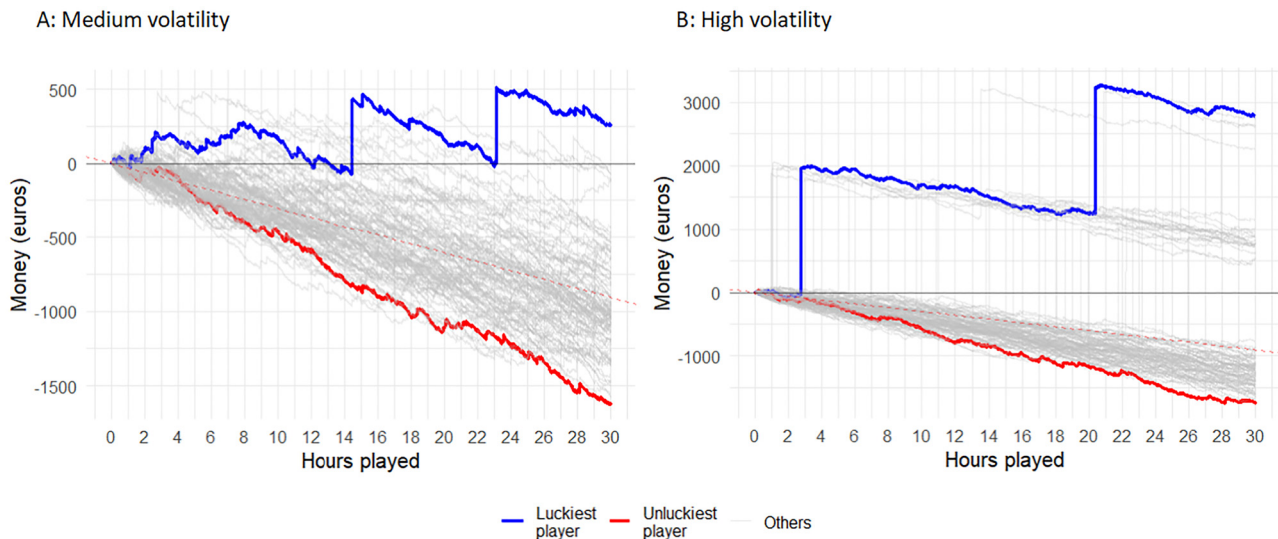 A: Medium volatility
B: High volatility
Money (euros)
500
0
-500
-1000
-1500
0 2 4 6 8 10 12 14 16 18 20 22 24 26 28 30
Hours played
Money (euros)
3000
2000
1000
0
-1000
0 2 4 6 8 10 12 14 16 18 20 22 24 26 28 30
Hours played
Luckiest
player
Unluckiest
player
Others